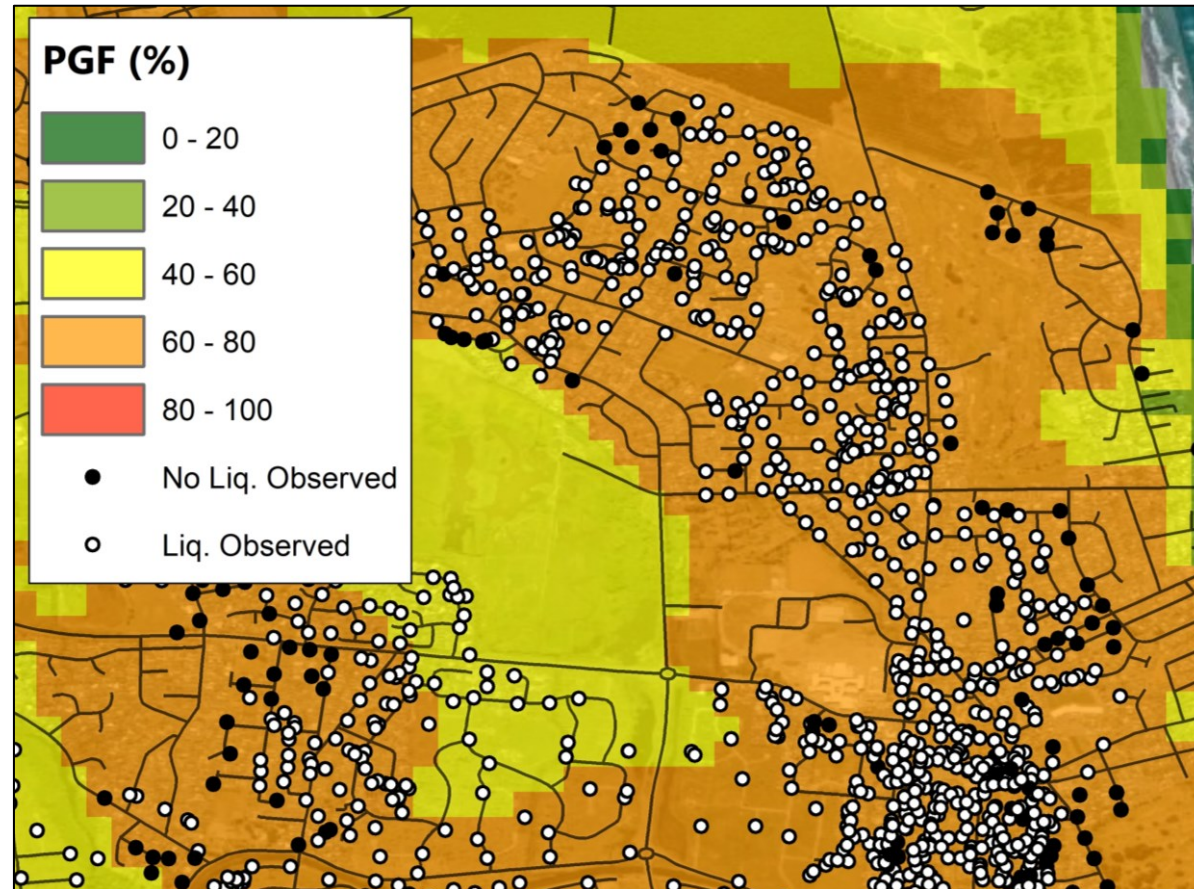 PGF (%)
0 - 20
20 - 40
40 - 60
60 - 80
80 - 100
No Liq. Observed
Liq. Observed